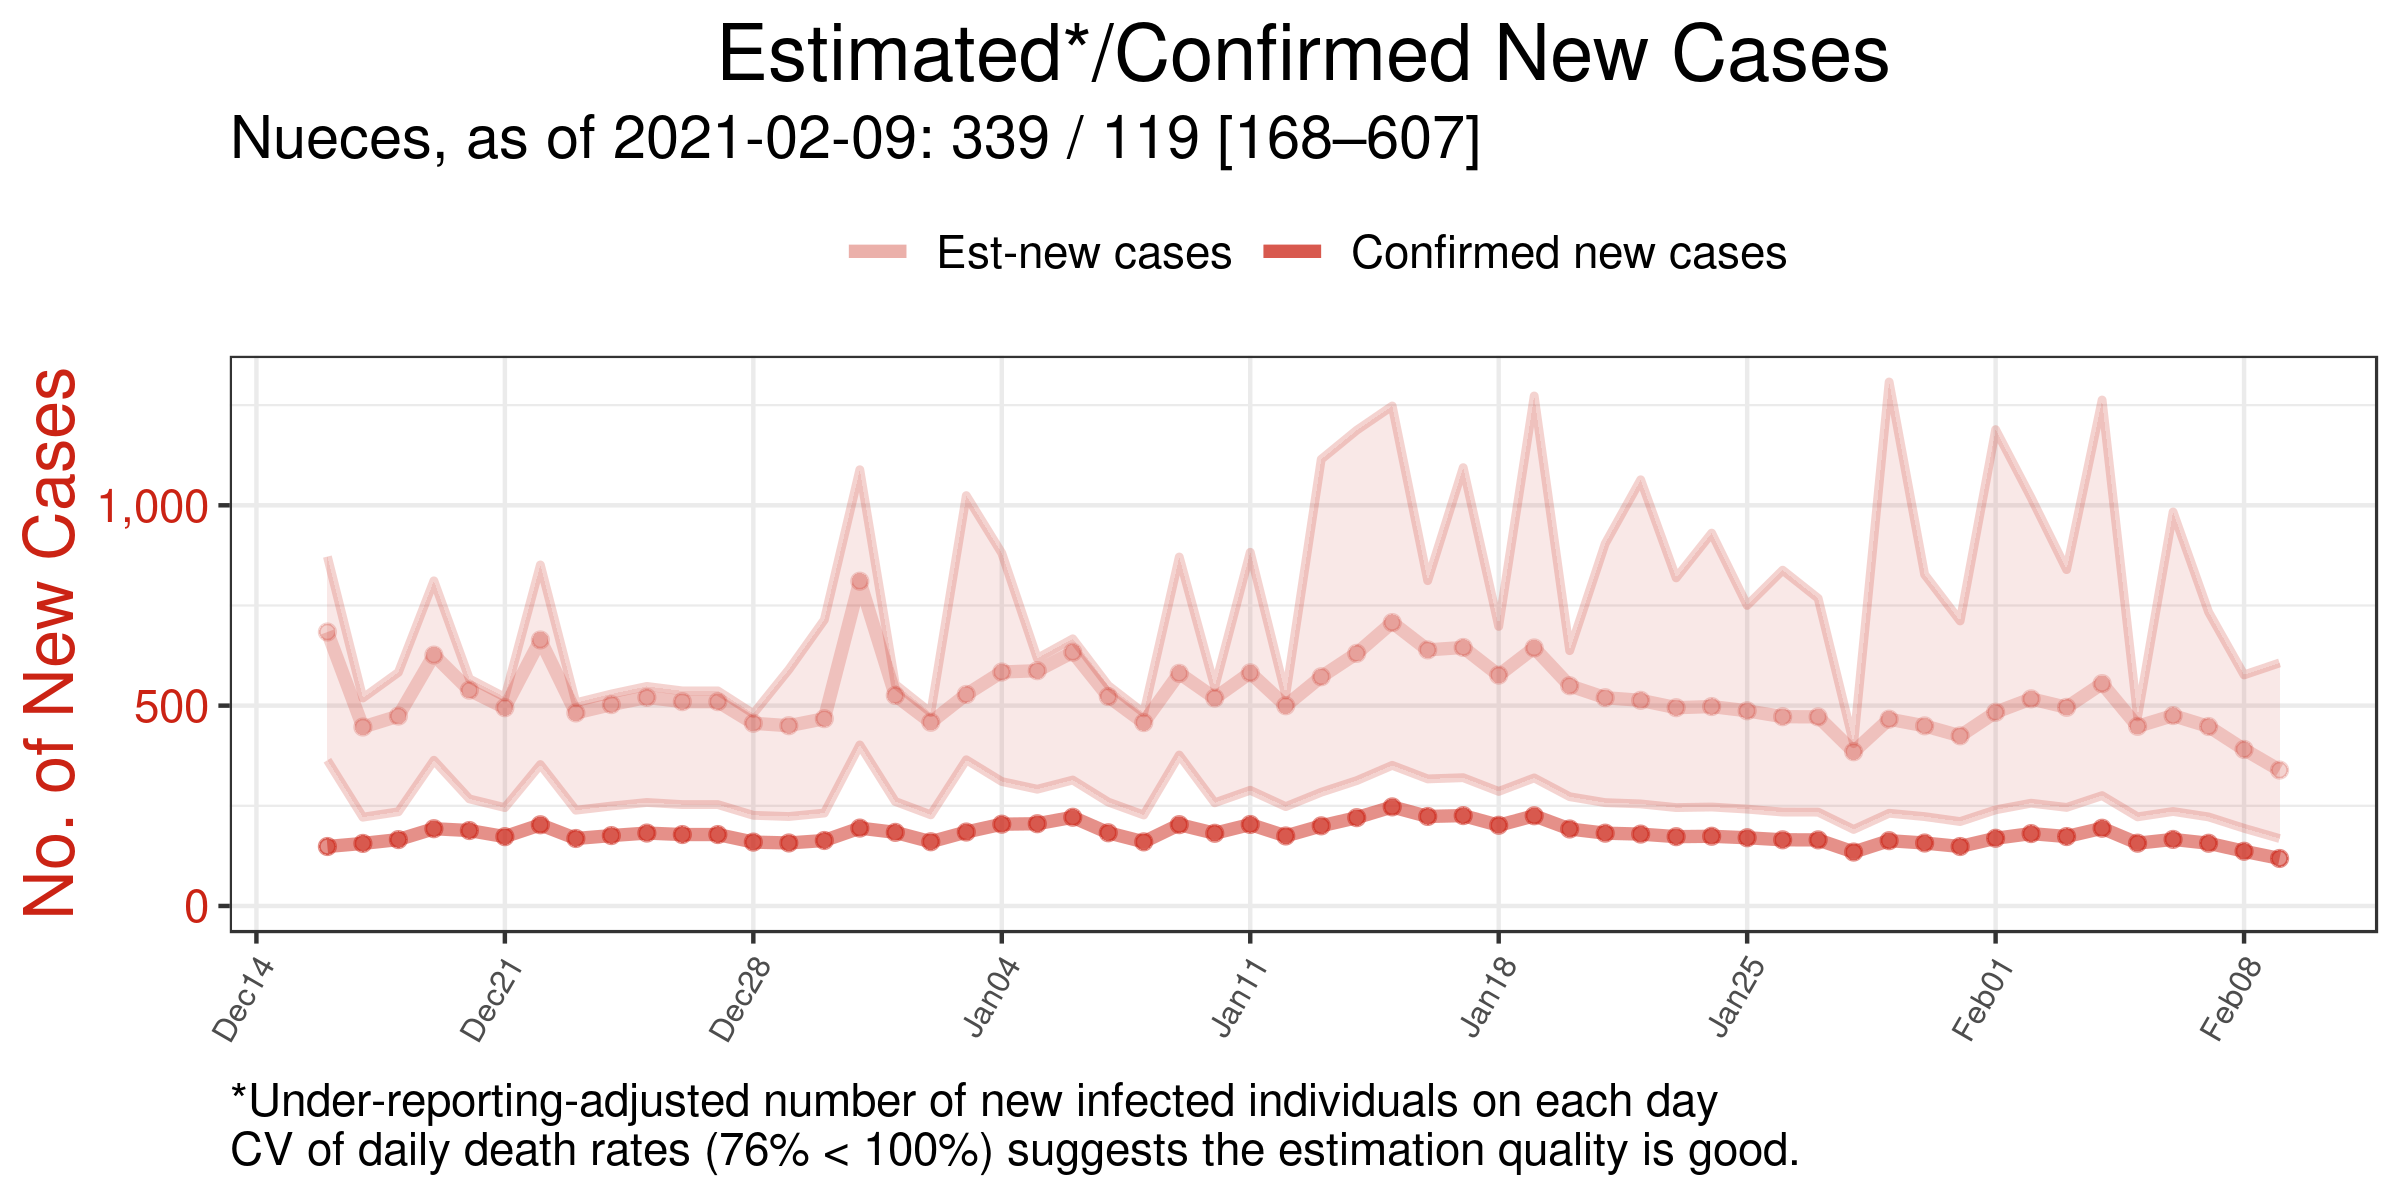 Estimated*/Confirmed New Cases
Nueces, as of 2021-02-09: 339 / 119 [168–607]
Est-new cases
Confirmed new cases
No. of New Cases
1,000
500
0
Dec14
Dec21
Dec28
Jan04
Jan11
Jan18
Jan25
Feb01
Feb08
*Under-reporting-adjusted number of new infected individuals on each day
CV of daily death rates (76% < 100%) suggests the estimation quality is good.